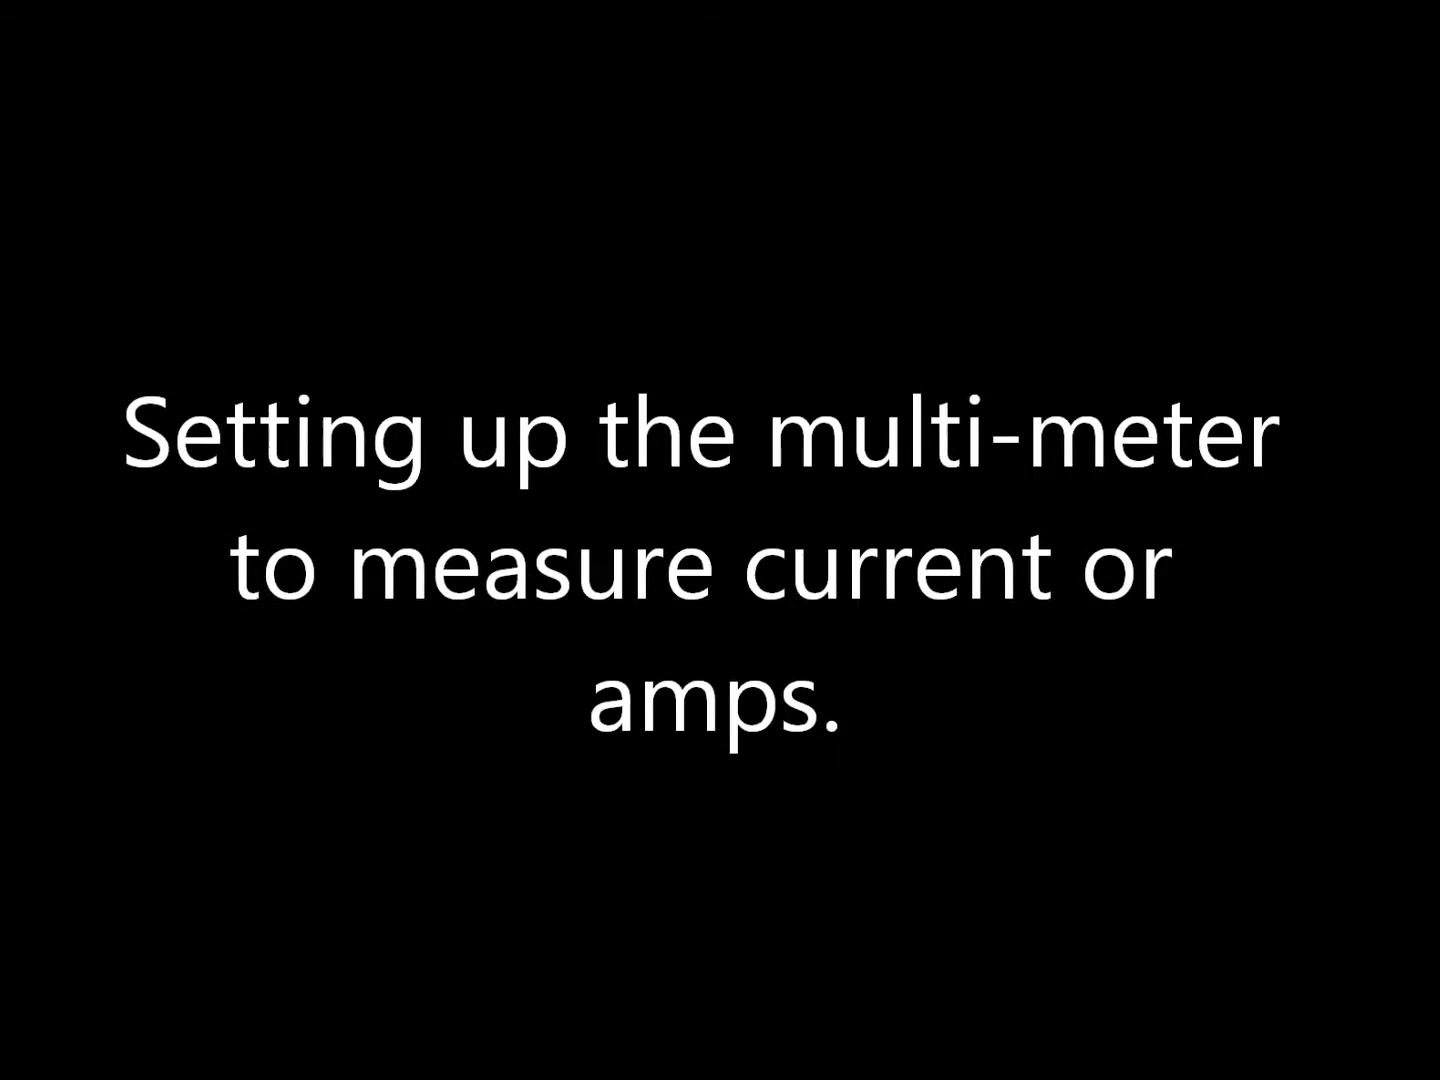 Setting up the multi-meter
to measure current or
amps.